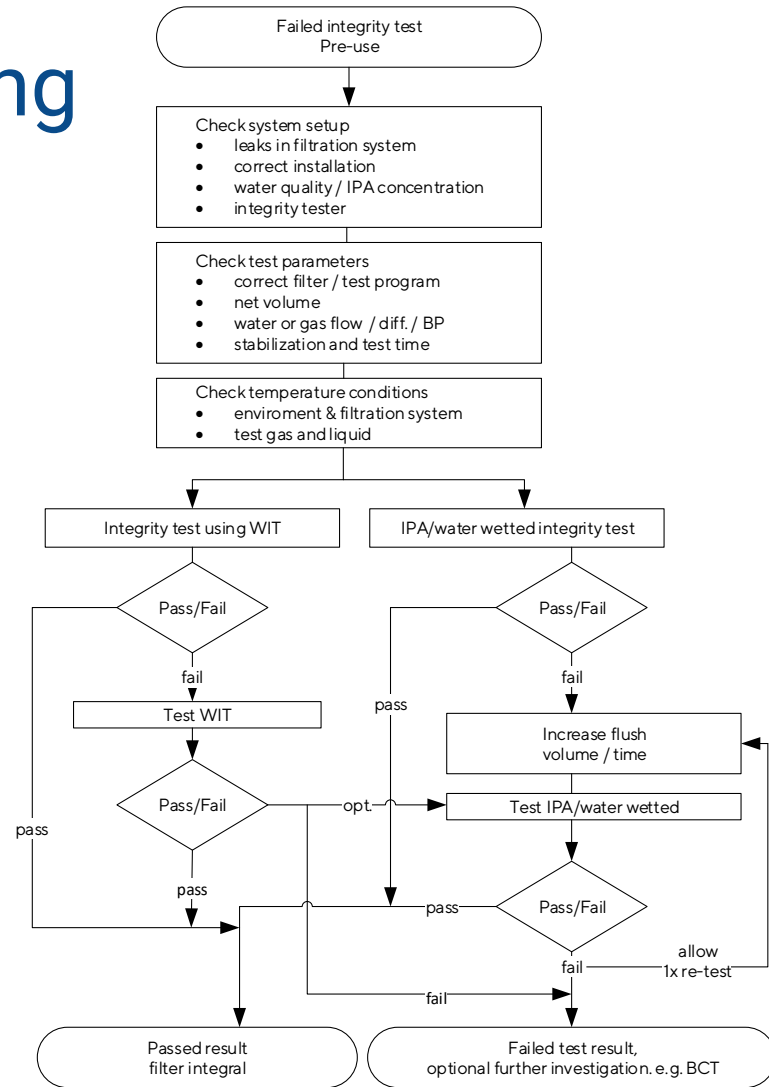 ng
Failed integrity test
Pre-use
Check system setup
• leaks in filtration system
• correct installation
• water quality / IPA concentration
• integrity tester
Check test parameters
• correct filter / test program
• net volume
• water or gas flow / diff. / BP
• stabilization and test time
Check temperature conditions
• enviroment & filtration system
• test gas and liquid
Integrity test using WIT
IPA/water wetted integrity test
Pass/Fail
Pass/Fail
fail
fail
pass
Test WIT
Increase flush
volume / time
Pass/Fail
opt.
Test IPA/water wetted
pass
pass
pass
Pass/Fail
allow
1x re-test
fail
fail
Passed result
filter integral
Failed test result,
optional further investigation. e.g. BCT